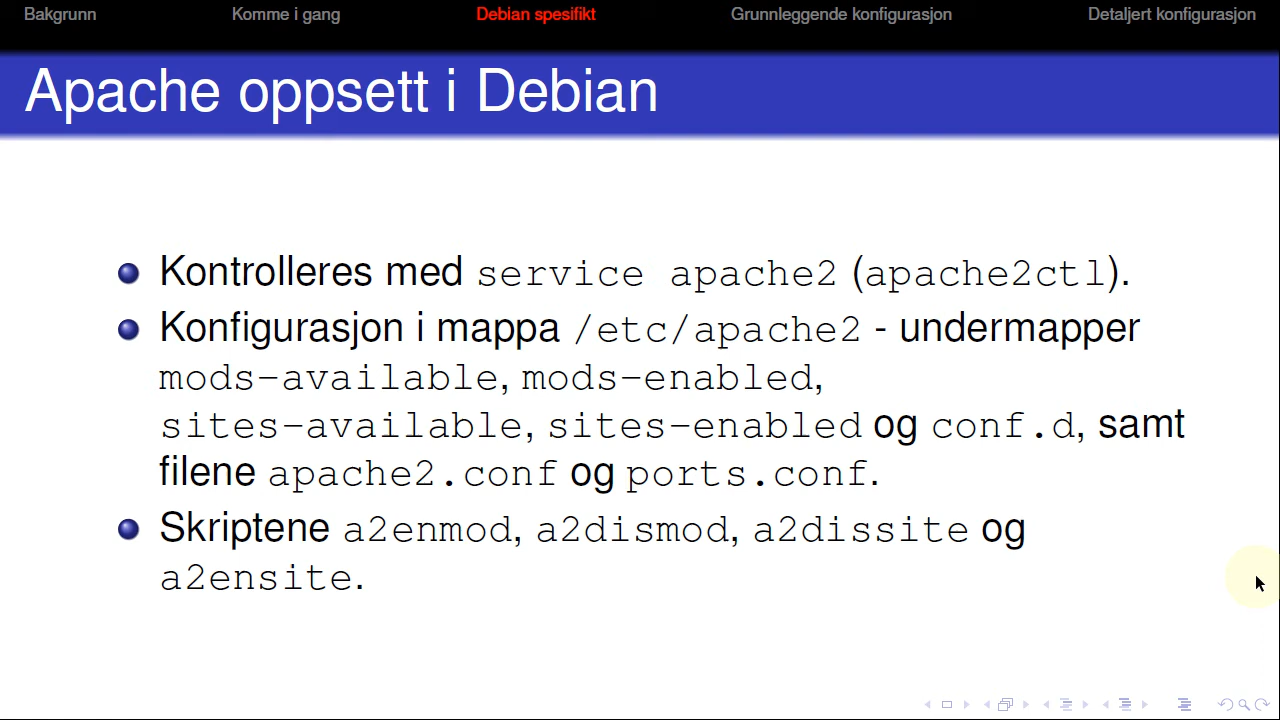 Bakgrunn Komme i gang Debian spesifikt Grunnleggende konfigurasjon Detaljert konfigurasjon
Apache oppsett i Debian
Kontrolleres med service apache2 (apache2ctl).
Konfigurasjon i mappa /etc/apache2 - undermapper
mods-available, mods-enabled,
sites-available, sites-enabled og conf.d, samt
filene apache2.conf og ports.conf.
Skriptene a2enmod, a2dismod, a2dissite og
a2ensite.